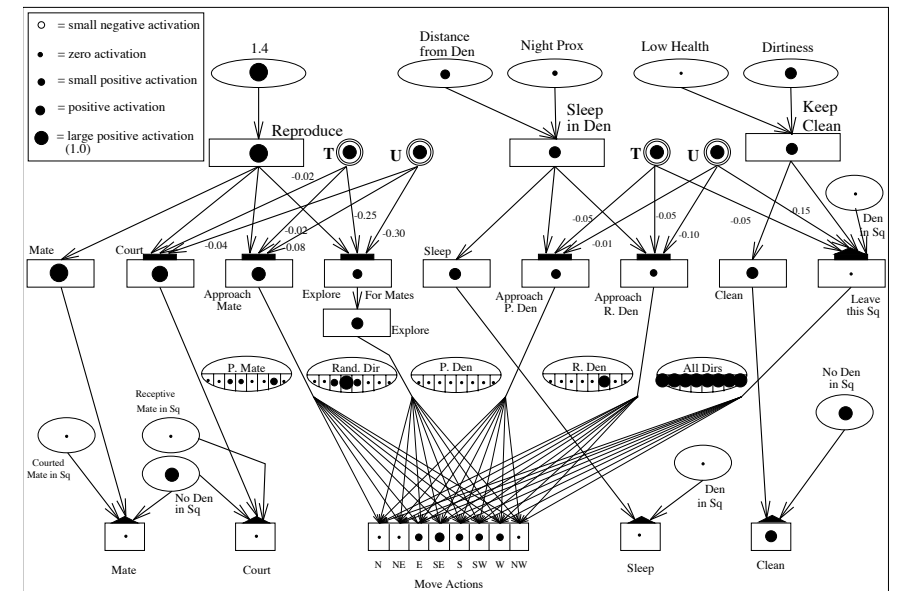 = small negative activation
= zero activation
= small positive activation
= positive activation
= large positive activation
(1.0)
1.4
Distance
from Den
Night Prox
Low Health
Dirtiness
Reproduce
T
U
Sleep
in Den
T
U
Keep
Clean
-0.02
-0.25
-0.30
-0.02
-0.04
0.08
-0.05
-0.01
-0.05
-0.10
-0.05
-0.15
Den
in Sq
Mate
Court
Approach
Mate
Explore
For Mates
Explore
Sleep
Approach
P. Den
Approach
R. Den
Clean
Leave
this Sq
P. Mate
Rand. Dir
P. Den
R. Den
All Dirs
No Den
in Sq
Receptive
Mate in Sq
Courted
Mate in Sq
No Den
in Sq
Den
in Sq
Mate
Court
N NE E SE S SW W NW
Move Actions
Sleep
Clean